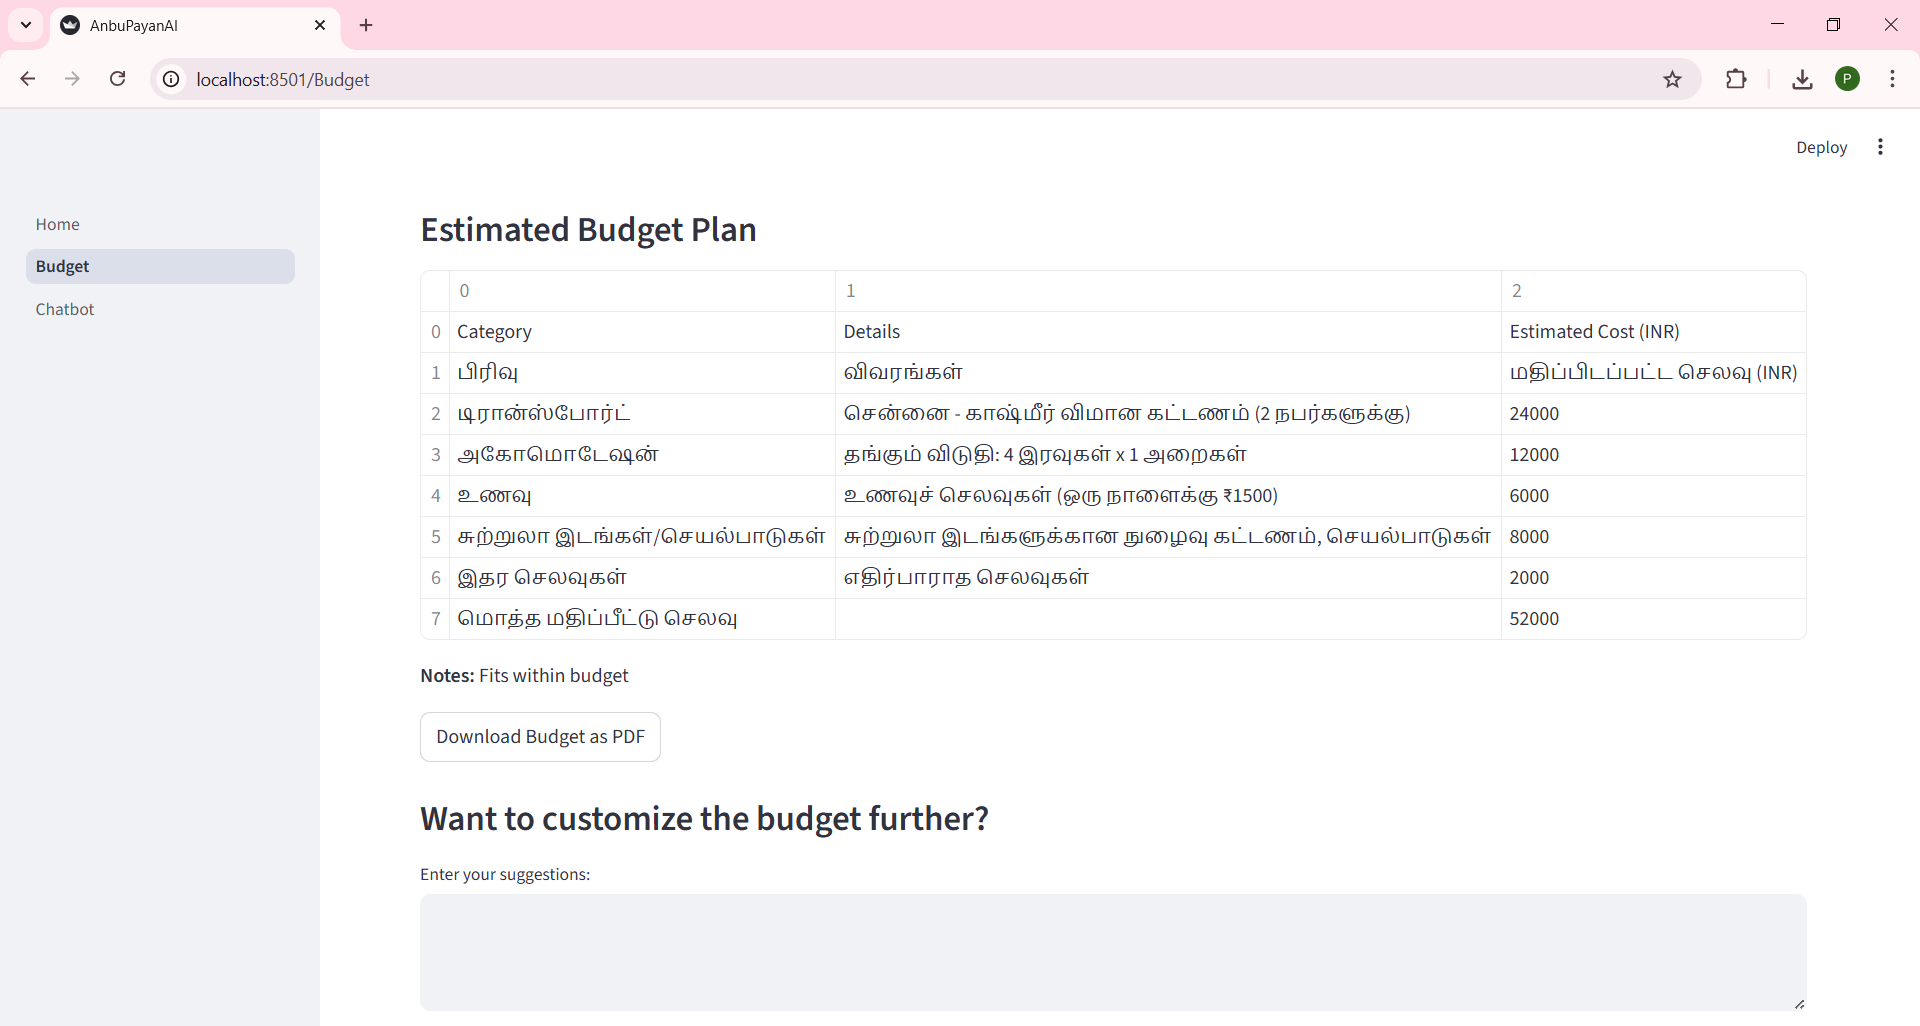 AnbuPayanAI
localhost:8501/Budget
P
Deploy
Home
Budget
Chatbot
Estimated Budget Plan
0 1 2
0 Category Details Estimated Cost (INR)
1 பிரிவு விவரங்கள் மதிப்பிடப்பட்ட செலவு (INR)
2 டிரான்ஸ்போர்ட் சென்னை - காஷ்மீர் விமான கட்டணம் (2 நபர்களுக்கு) 24000
3 அகோமொடேஷன் தங்கும் விடுதி: 4 இரவுகள் x 1 அறைகள் 12000
4 உணவு உணவுச் செலவுகள் (ஒரு நாளைக்கு ₹1500) 6000
5 சுற்றுலா இடங்கள்/செயல்பாடுகள் சுற்றுலா இடங்களுக்கான நுழைவு கட்டணம், செயல்பாடுகள் 8000
6 இதர செலவுகள் எதிர்பாராத செலவுகள் 2000
7 மொத்த மதிப்பீட்டு செலவு 52000
Notes: Fits within budget
Download Budget as PDF
Want to customize the budget further?
Enter your suggestions: